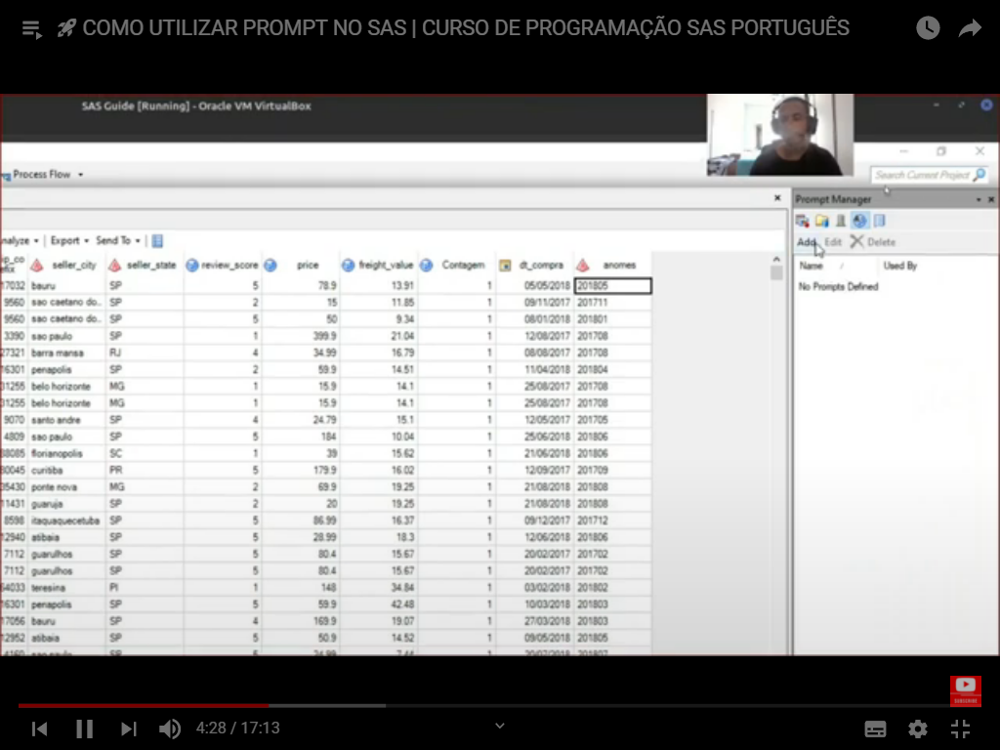 🚀 COMO UTILIZAR PROMPT NO SAS | CURSO DE PROGRAMAÇÃO SAS PORTUGUÊS
SAS Guide [Running] - Oracle VM VirtualBox
Process Flow
Search Current Project
Prompt Manager
nalyze Export Send To
Add Edit Delete
Name / Used By
No Prompts Defined
ip_co
efix seller_city seller_state review_score price freight_value Contagem dt_compra anomes
17032 bauru SP 5 78.9 13.91 1 05/05/2018 201805
9560 sao caetano do... SP 2 15 11.85 1 09/11/2017 201711
9560 sao caetano do... SP 5 50 9.34 1 08/01/2018 201801
3390 sao paulo SP 1 399.9 21.04 1 12/08/2017 201708
27321 barra mansa RJ 4 34.99 16.79 1 08/08/2017 201708
16301 penapolis SP 2 59.9 14.51 1 11/04/2018 201804
31255 belo horizonte MG 1 15.9 14.1 1 25/08/2017 201708
31255 belo horizonte MG 1 15.9 14.1 1 25/08/2017 201708
9070 santo andre SP 4 24.79 15.1 1 12/05/2017 201705
4809 sao paulo SP 5 184 10.04 1 25/06/2018 201806
88085 florianopolis SC 1 39 15.62 1 21/06/2018 201806
80045 curitiba PR 5 179.9 16.02 1 12/09/2017 201709
35430 ponte nova MG 2 69.9 19.25 1 21/08/2018 201808
11431 guaruja SP 2 20 19.25 1 21/08/2018 201808
8598 itaquaquecetuba SP 5 86.99 16.37 1 09/12/2017 201712
12940 atibaia SP 5 28.99 18.3 1 12/06/2018 201806
7112 guarulhos SP 5 80.4 15.67 1 20/02/2017 201702
7112 guarulhos SP 5 80.4 15.67 1 20/02/2017 201702
64033 teresina PI 1 148 34.84 1 03/02/2018 201802
16301 penapolis SP 5 59.9 42.48 1 10/03/2018 201803
17056 bauru SP 4 169.9 19.07 1 27/03/2018 201803
12952 atibaia SP 5 50.9 14.52 1 09/05/2018 201805
4160 sao paulo SP 5 34.99 7.44 1 20/07/2018 201807
SUBSCRIBE
4:28 / 17:13